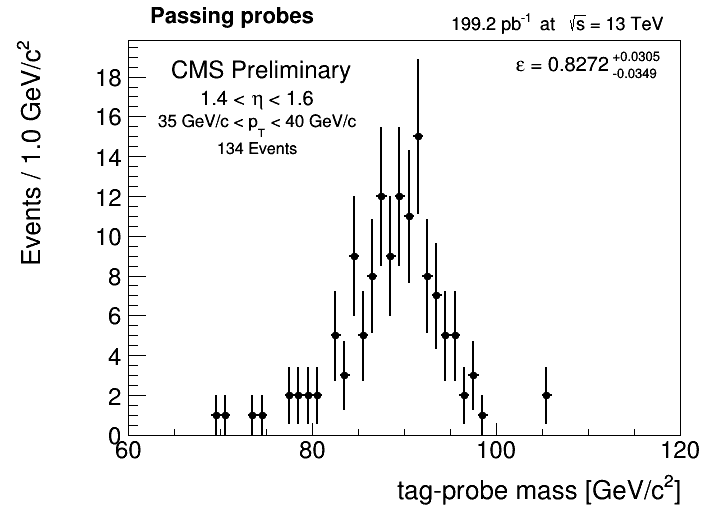 Passing probes
199.2 pb⁻¹ at √s = 13 TeV
CMS Preliminary
ε = 0.8272 +0.0305 -0.0349
1.4 < η < 1.6
35 GeV/c < p_T < 40 GeV/c
134 Events
Events / 1.0 GeV/c²
18
16
14
12
10
8
6
4
2
0
60 80 100 120
tag-probe mass [GeV/c²]